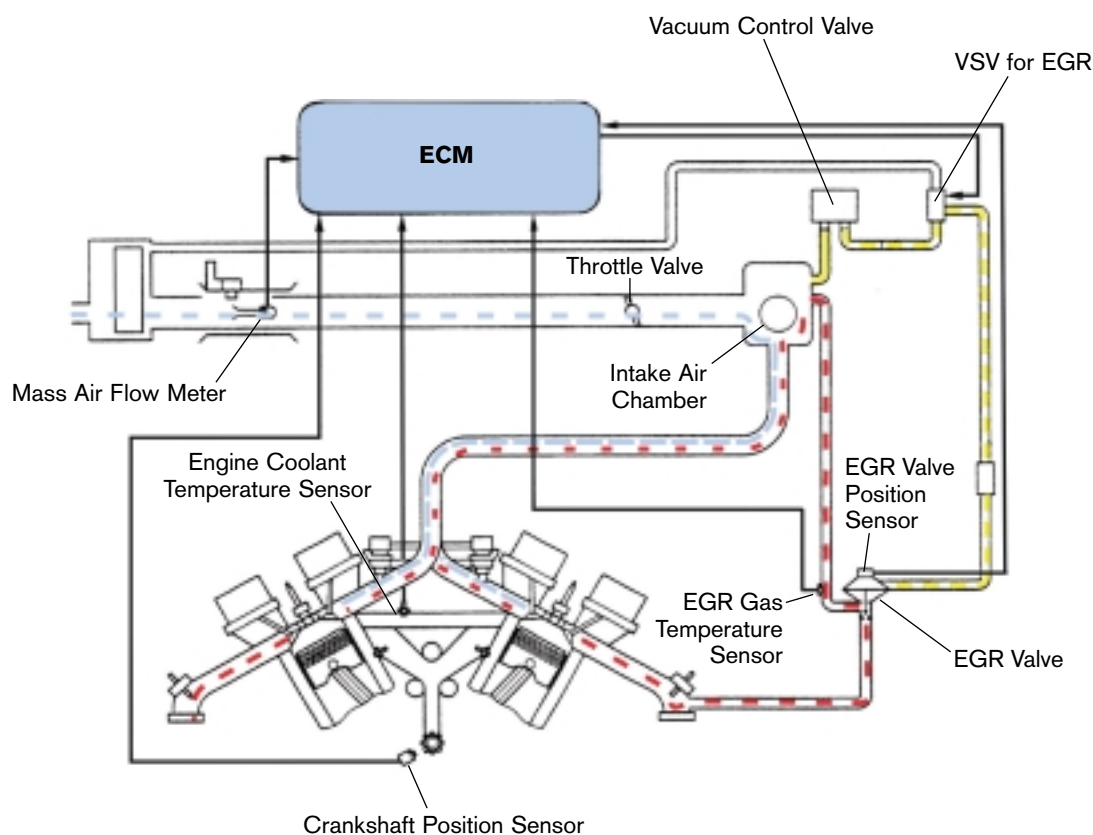 Vacuum Control Valve
VSV for EGR
ECM
Throttle Valve
Mass Air Flow Meter
Intake Air
Chamber
Engine Coolant
Temperature Sensor
EGR Valve
Position
Sensor
EGR Gas
Temperature
Sensor
EGR Valve
Crankshaft Position Sensor